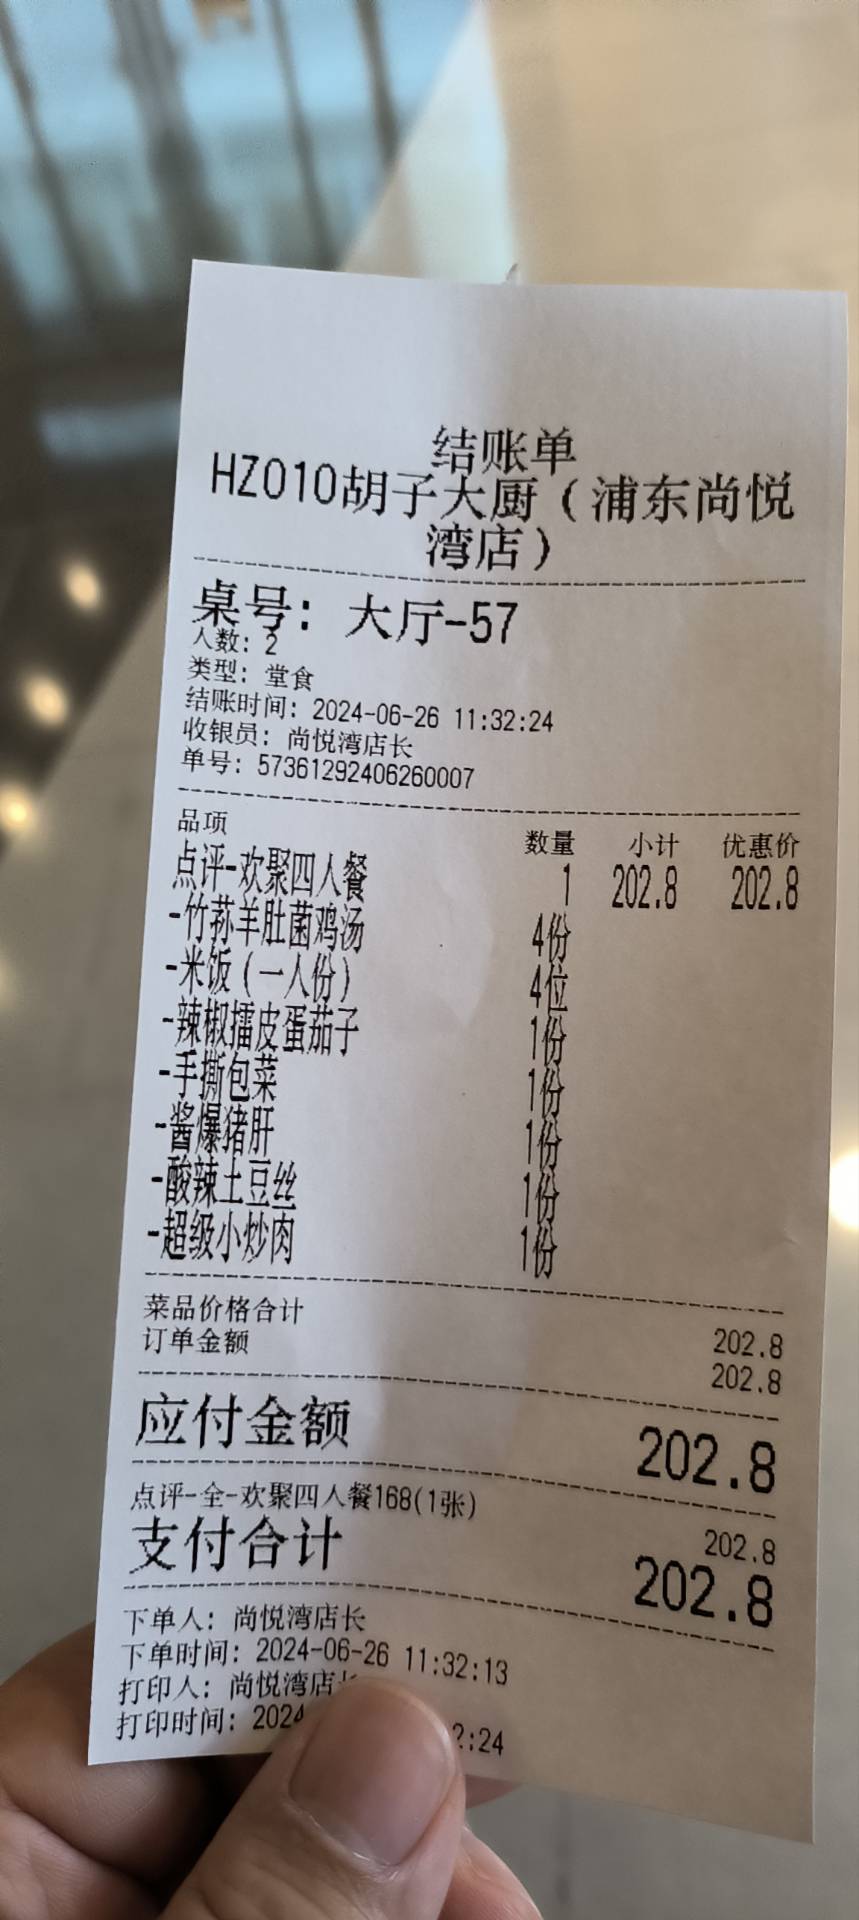 结账单
HZ010胡子大厨（浦东尚悦
湾店）
桌号：大厅-57
人数：2
类型：堂食
结账时间：2024-06-26 11:32:24
收银员：尚悦湾店长
单号：57361292406260007
品项 数量 小计 优惠价
点评-欢聚四人餐 1 202.8 202.8
-竹荪羊肚菌鸡汤 4份
-米饭（一人份） 4位
-辣椒擂皮蛋茄子 1份
-手撕包菜 1份
-酱爆猪肝 1份
-酸辣土豆丝 1份
-超级小炒肉 1份
菜品价格合计 202.8
订单金额 202.8
应付金额 202.8
点评-全-欢聚四人餐168(1张) 202.8
支付合计 202.8
下单人：尚悦湾店长
下单时间：2024-06-26 11:32:13
打印人：尚悦湾店
打印时间：2024 2:24